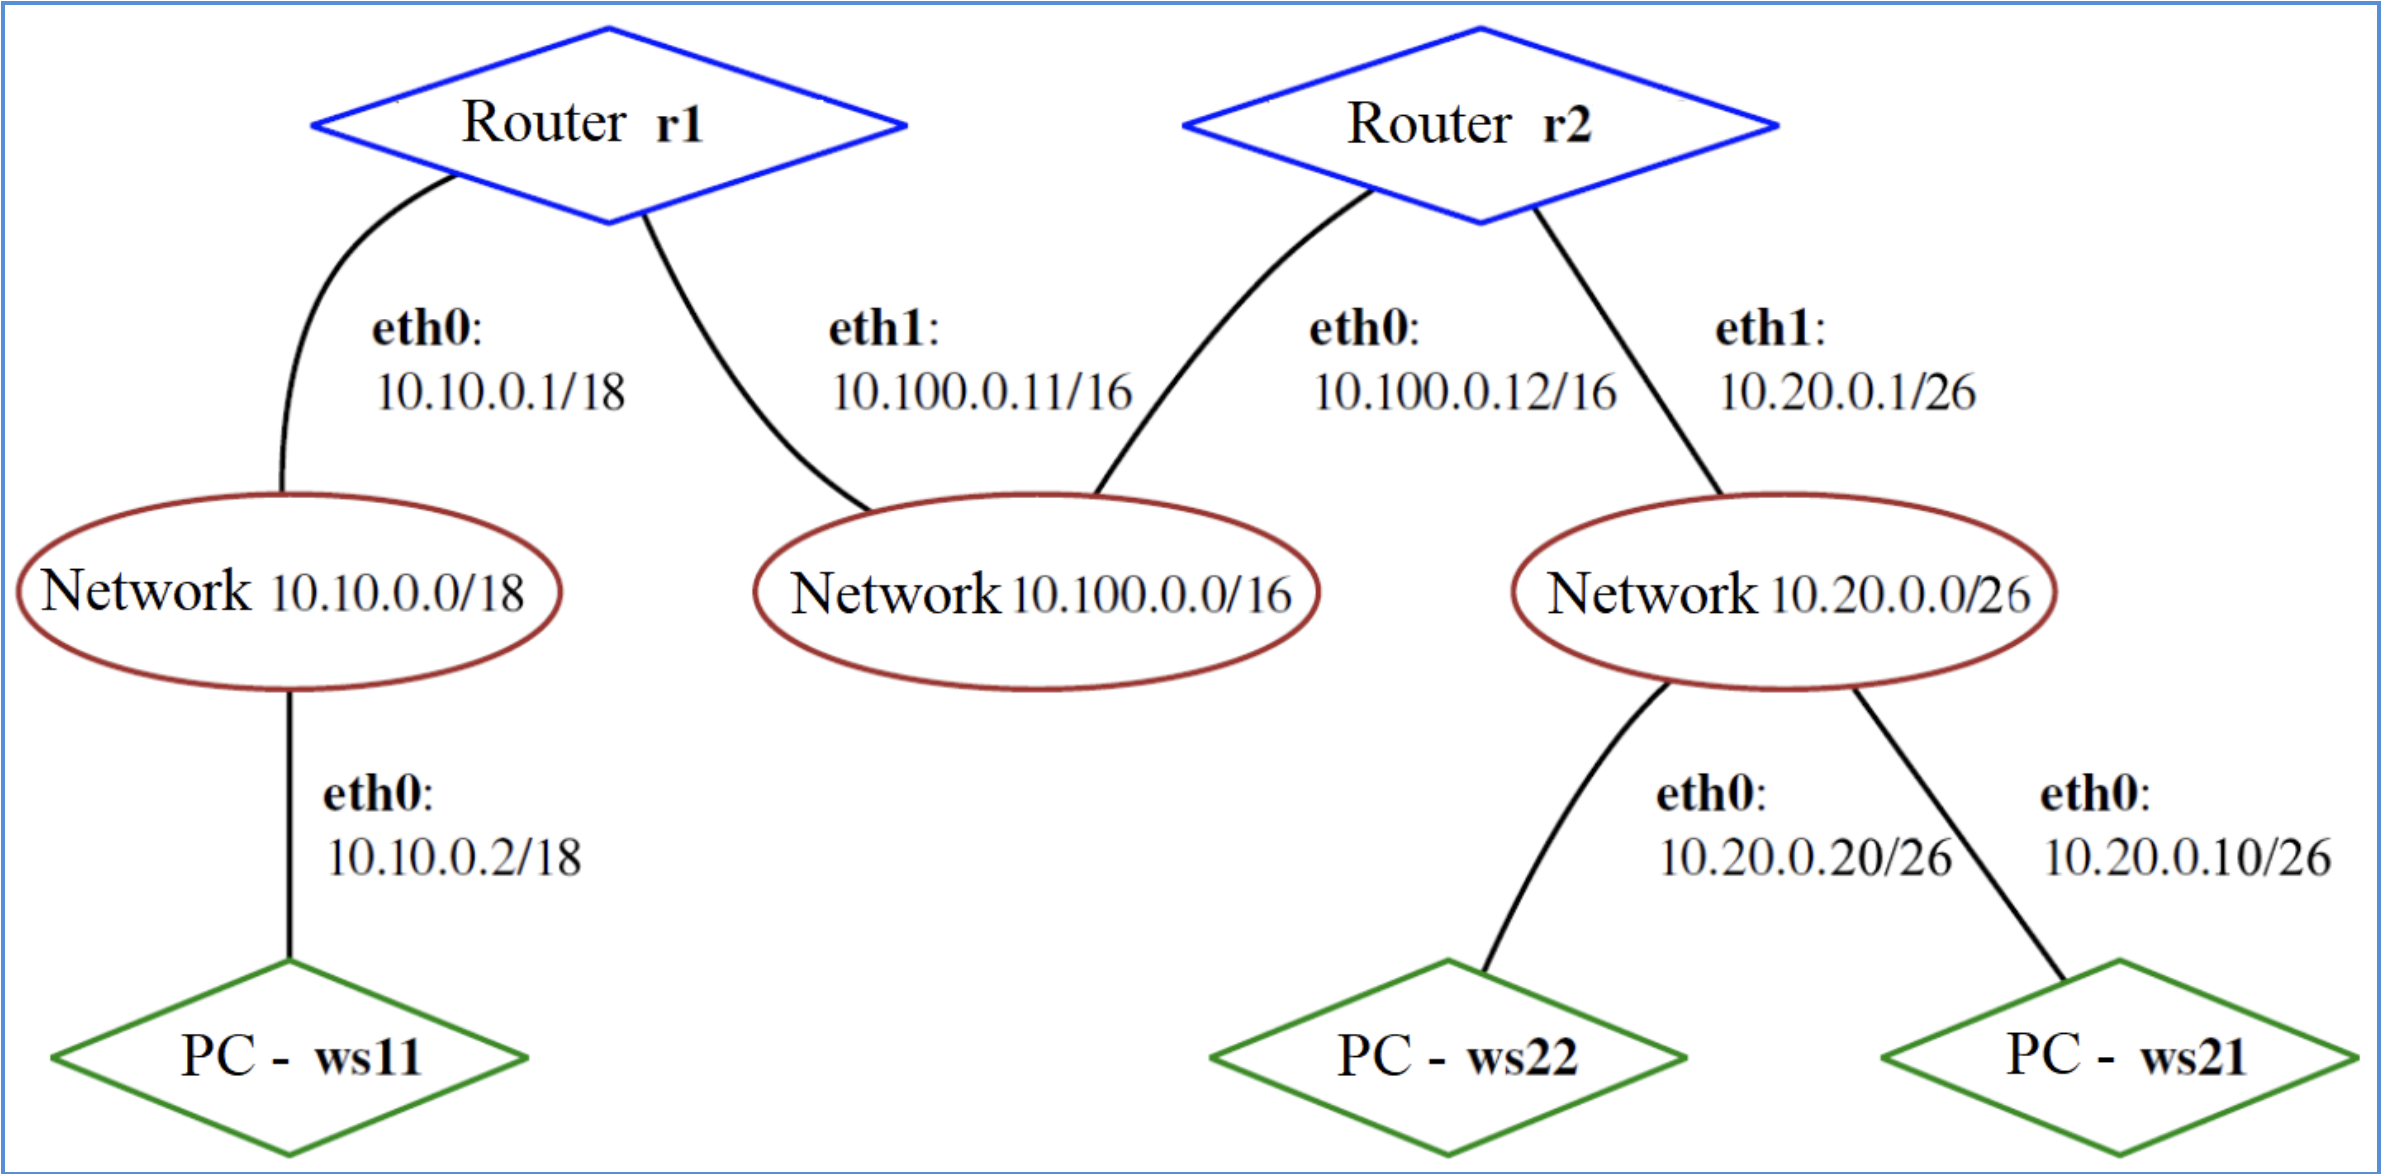 Router r1
Router r2
eth0:
10.10.0.1/18
eth1:
10.100.0.11/16
eth0:
10.100.0.12/16
eth1:
10.20.0.1/26
Network 10.10.0.0/18
Network 10.100.0.0/16
Network 10.20.0.0/26
eth0:
10.10.0.2/18
eth0:
10.20.0.20/26
eth0:
10.20.0.10/26
PC - ws11
PC - ws22
PC - ws21